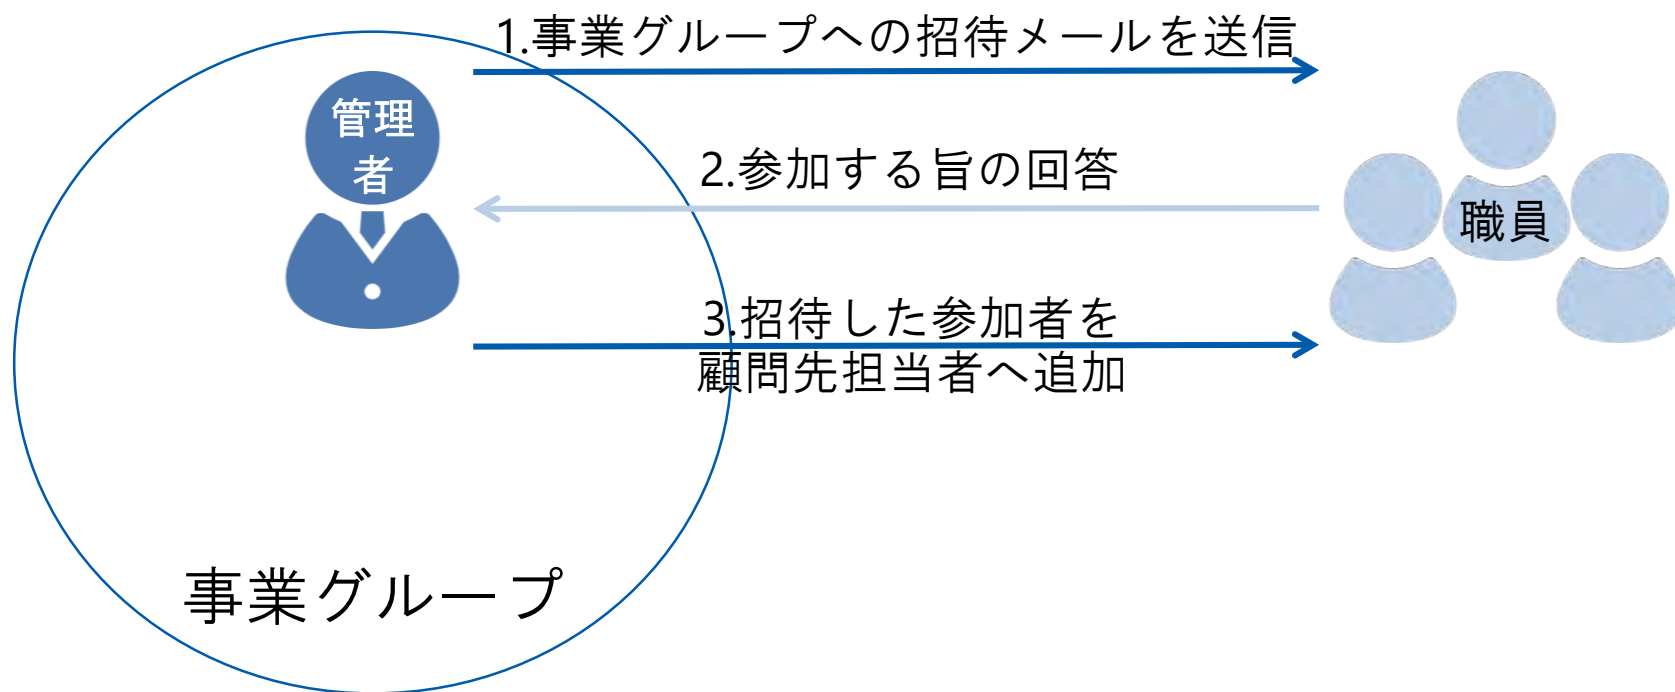 1.事業グループへの招待メールを送信
管理
者
2.参加する旨の回答
職員
3.招待した参加者を
顧問先担当者へ追加
事業グループ